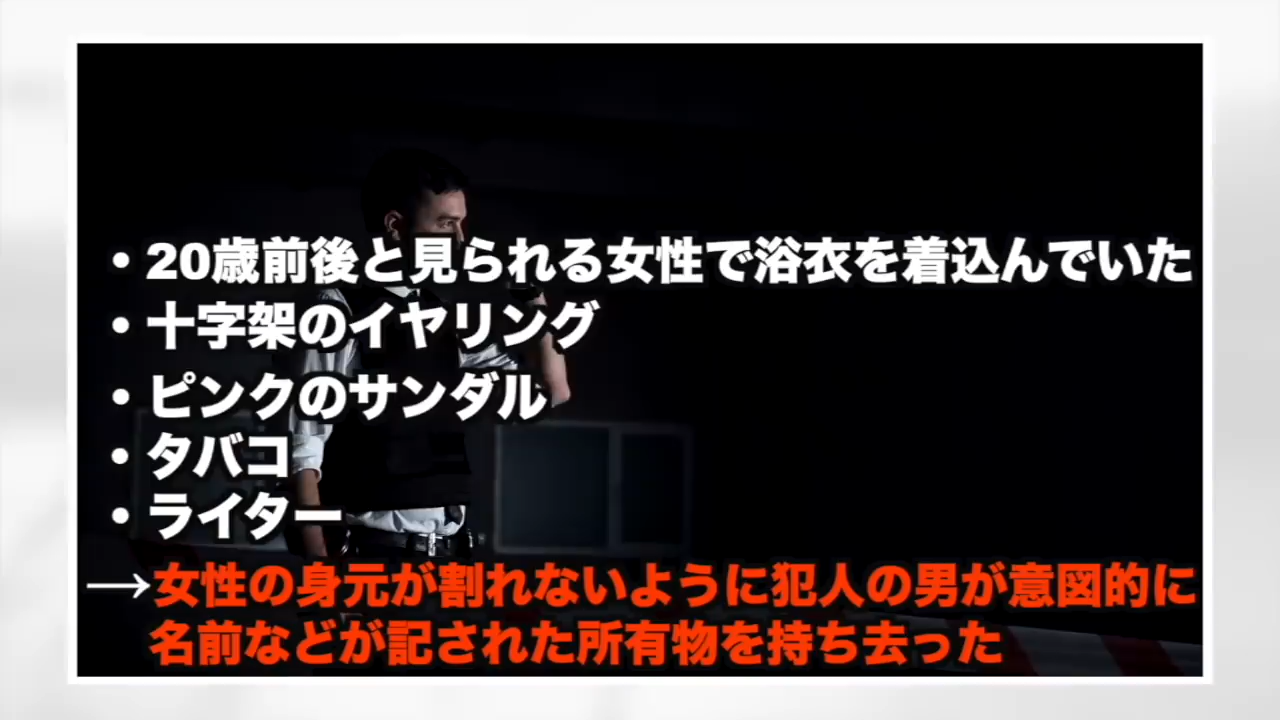 ・20歳前後と見られる女性で浴衣を着込んでいた
・十字架のイヤリング
・ピンクのサンダル
・タバコ
・ライター
→女性の身元が割れないように犯人の男が意図的に
名前などが記された所有物を持ち去った